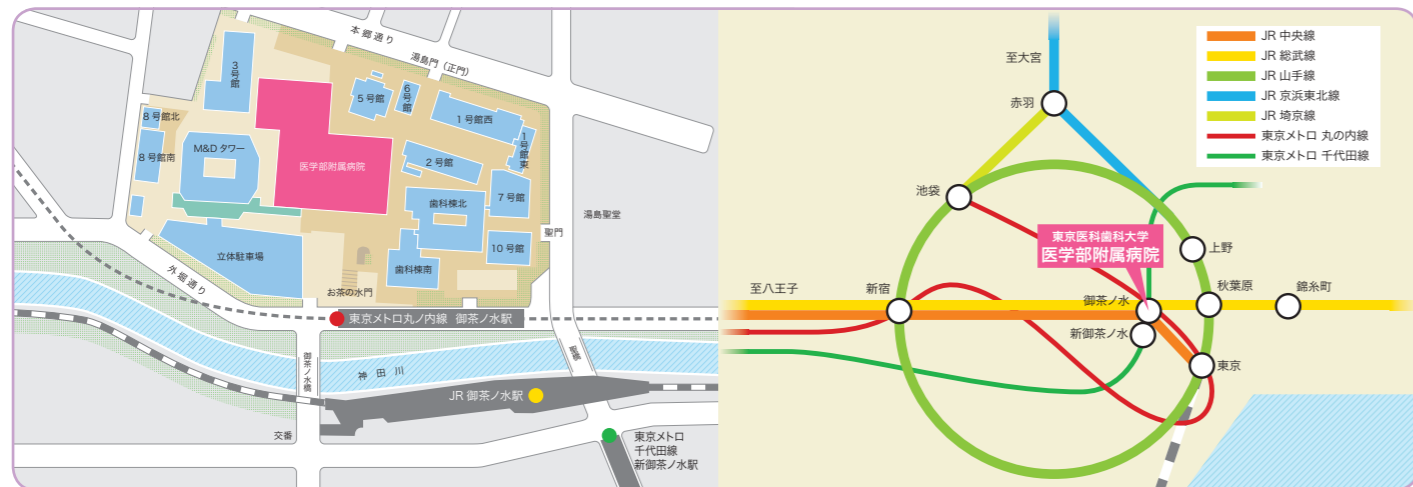 本郷通り
湯島門（正門）
3号館
5号館
6号館
1号館西
1号館東
8号館北
8号館南
M&Dタワー
医学部附属病院
2号館
7号館
歯科棟北
10号館
歯科棟南
湯島聖堂
聖門
立体駐車場
外堀通り
お茶の水門
東京メトロ丸ノ内線 御茶ノ水駅
御茶ノ水橋
聖橋
神田川
JR 御茶ノ水駅
交番
東京メトロ
千代田線
新御茶ノ水駅
JR 中央線
JR 総武線
JR 山手線
JR 京浜東北線
JR 埼京線
東京メトロ 丸の内線
東京メトロ 千代田線
至大宮
赤羽
池袋
東京医科歯科大学
医学部附属病院
上野
至八王子
新宿
御茶ノ水
秋葉原
錦糸町
新御茶ノ水
東京